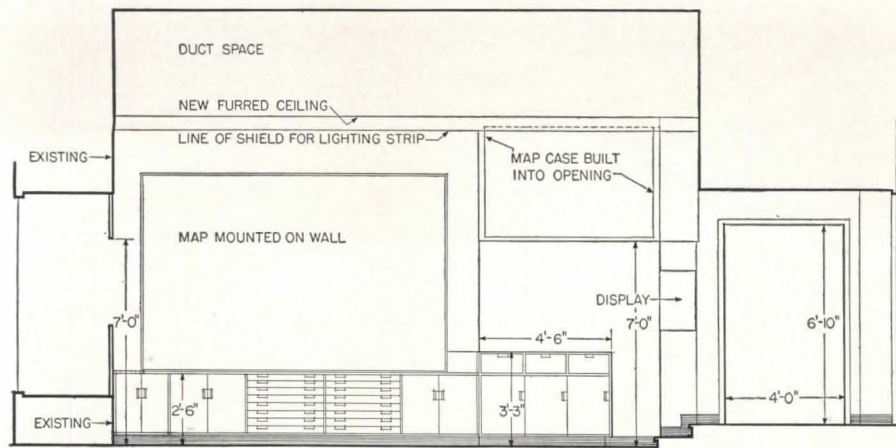 DUCT SPACE
NEW FURRED CEILING
LINE OF SHIELD FOR LIGHTING STRIP
EXISTING
MAP CASE BUILT
INTO OPENING
MAP MOUNTED ON WALL
DISPLAY
7'-0"
4'-6"
7'-0"
6'-10"
2'-6"
3'-3"
4'-0"
EXISTING